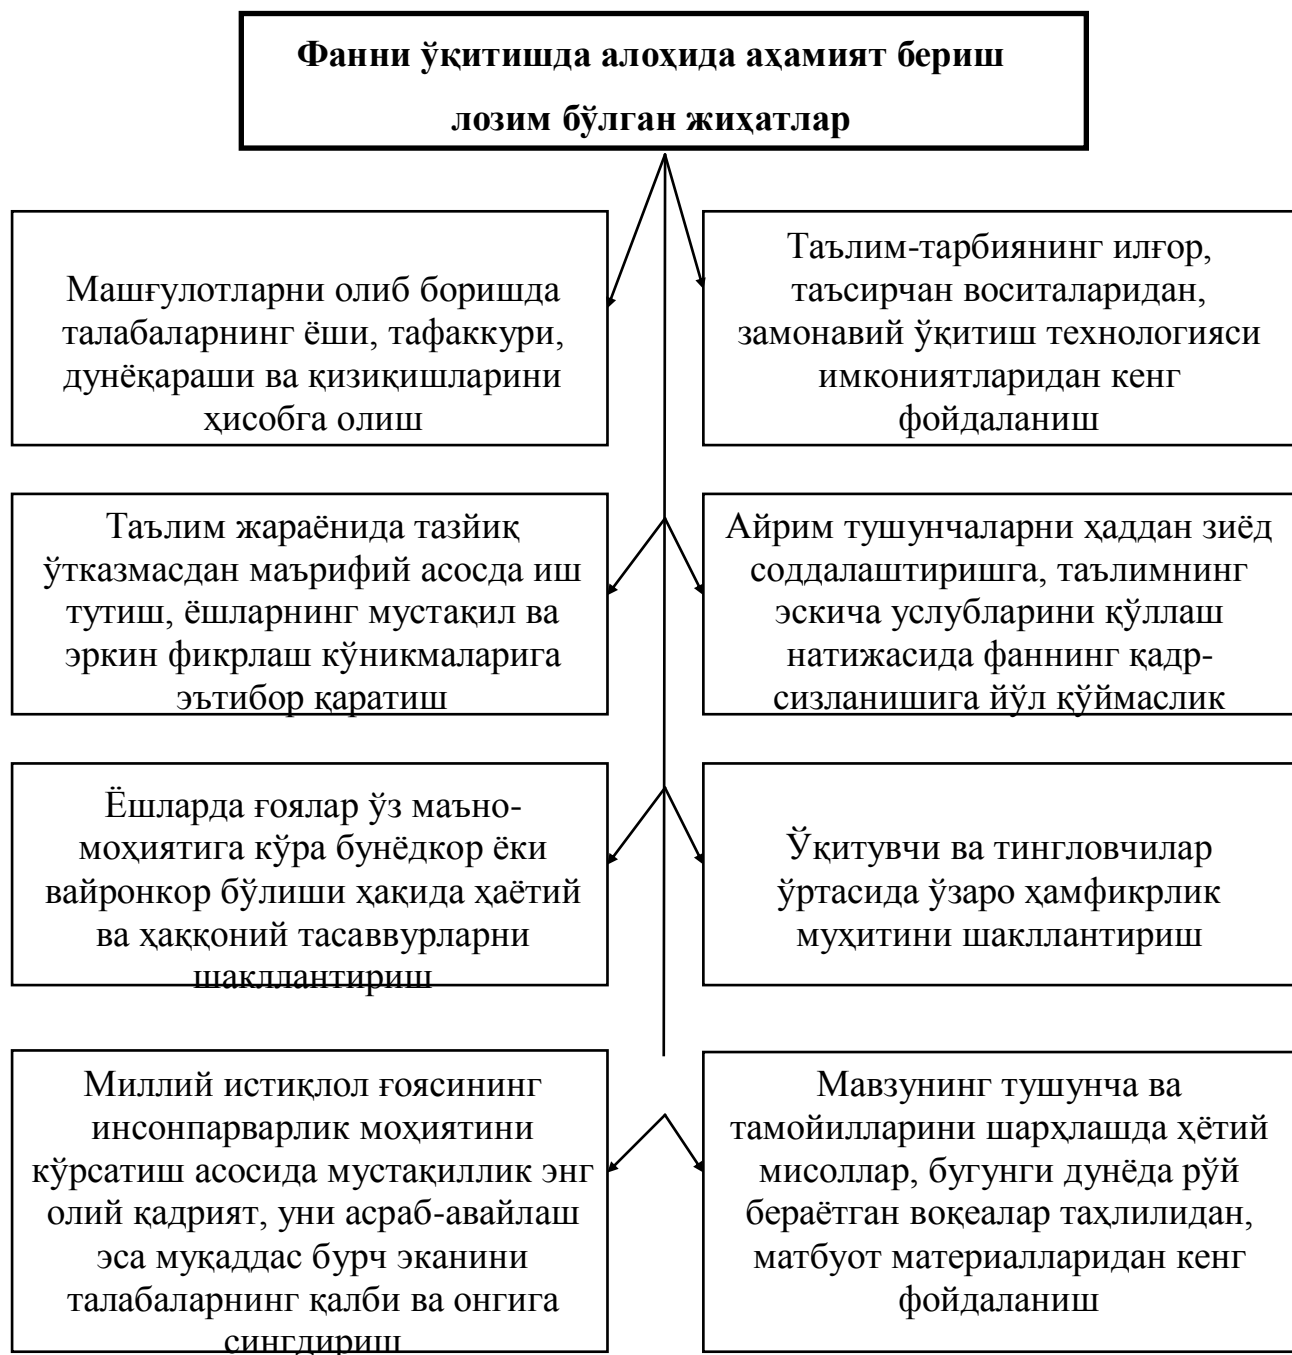 Фанни ўқитишда алоҳида аҳамият бериш
лозим бўлган жиҳатлар
Машғулотларни олиб боришда
талабаларнинг ёши, тафаккури,
дунёқараши ва қизиқишларини
ҳисобга олиш
Таълим-тарбиянинг илғор,
таъсирчан воситаларидан,
замонавий ўқитиш технологияси
имкониятларидан кенг
фойдаланиш
Таълим жараёнида тазйиқ
ўтказмасдан маърифий асосда иш
тутиш, ёшларнинг мустақил ва
эркин фикрлаш кўникмаларига
эътибор қаратиш
Айрим тушунчаларни ҳаддан зиёд
соддалаштиришга, таълимнинг
эскича услубларини қўллаш
натижасида фаннинг қадр-
сизланишига йўл қўймаслик
Ёшларда ғоялар ўз маъно-
моҳиятига кўра бунёдкор ёки
вайронкор бўлиши ҳақида ҳаётий
ва ҳаққоний тасаввурларни
шакллантириш
Ўқитувчи ва тингловчилар
ўртасида ўзаро ҳамфикрлик
муҳитини шакллантириш
Миллий истиқлол ғоясининг
инсонпарварлик моҳиятини
кўрсатиш асосида мустақиллик энг
олий қадрият, уни асраб-авайлаш
эса муқаддас бурч эканини
талабаларнинг қалби ва онгига
сингдириш
Мавзунинг тушунча ва
тамойилларини шарҳлашда ҳётий
мисоллар, бугунги дунёда рўй
бераётган воқеалар таҳлилидан,
матбуот материалларидан кенг
фойдаланиш